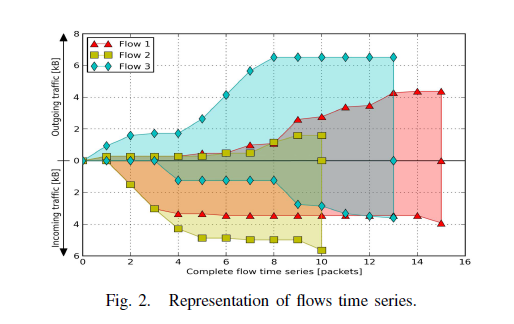 8
6
4
2
0
2
4
6
Outgoing traffic [kB]
Incoming traffic [kB]
Flow 1
Flow 2
Flow 3
0 2 4 6 8 10 12 14 16
Complete flow time series [packets]
Fig. 2. Representation of flows time series.